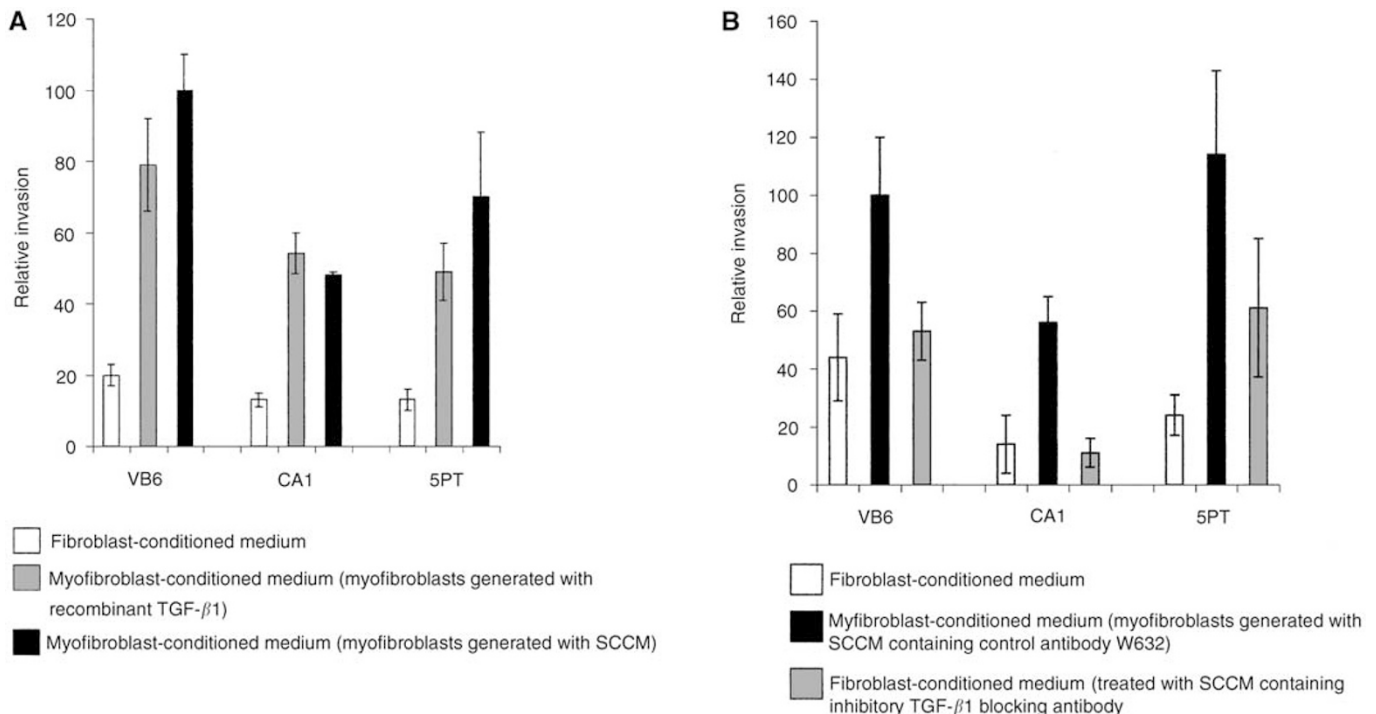 A
120
100
80
60
40
20
0
Relative invasion
VB6 CA1 5PT
Fibroblast-conditioned medium
Myofibroblast-conditioned medium (myofibroblasts generated with
recombinant TGF-β1)
Myofibroblast-conditioned medium (myofibroblasts generated with SCCM)
B
160
140
120
100
80
60
40
20
0
Relative invasion
VB6 CA1 5PT
Fibroblast-conditioned medium
Myfibroblast-conditioned medium (myofibroblasts generated with
SCCM containing control antibody W632)
Fibroblast-conditioned medium (treated with SCCM containing
inhibitory TGF-β1 blocking antibody